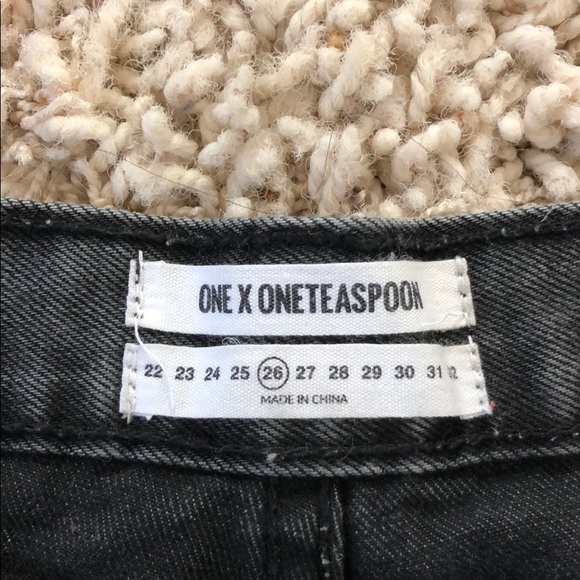 ONE X ONETEASPOON
22 23 24 25 26 27 28 29 30 31
MADE IN CHINA